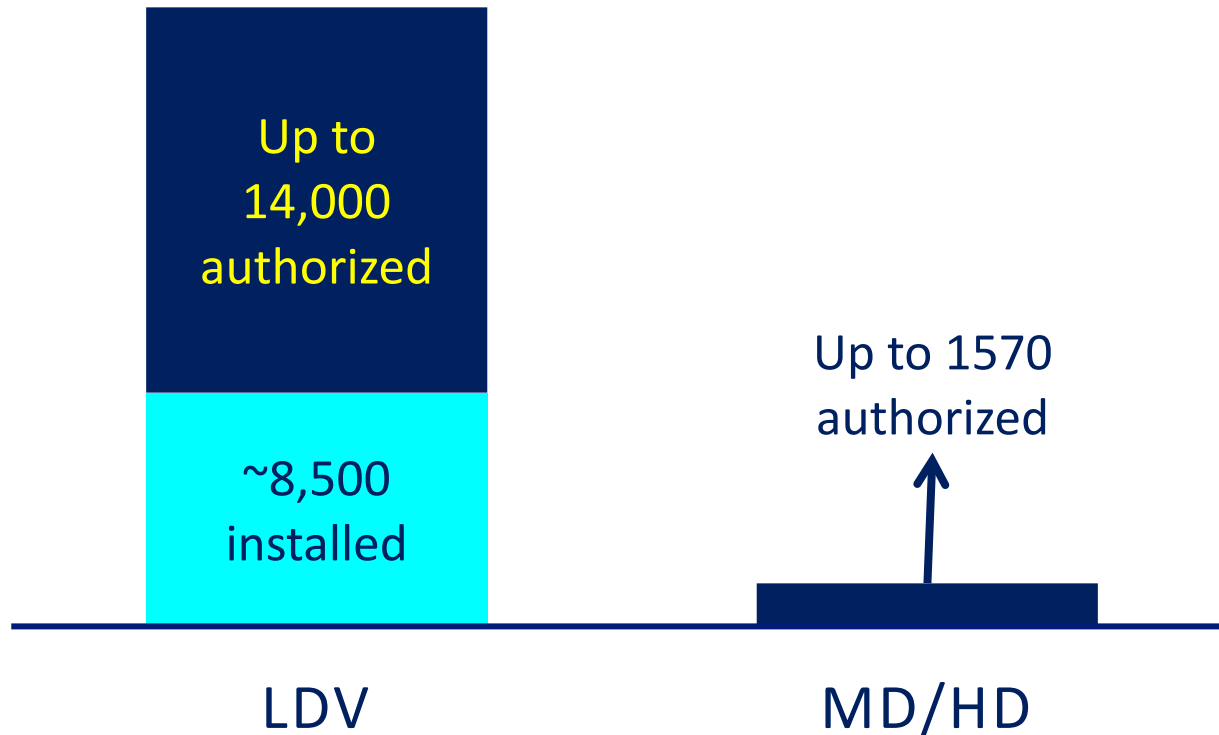 Up to
14,000
authorized
~8,500
installed
Up to 1570
authorized
LDV
MD/HD